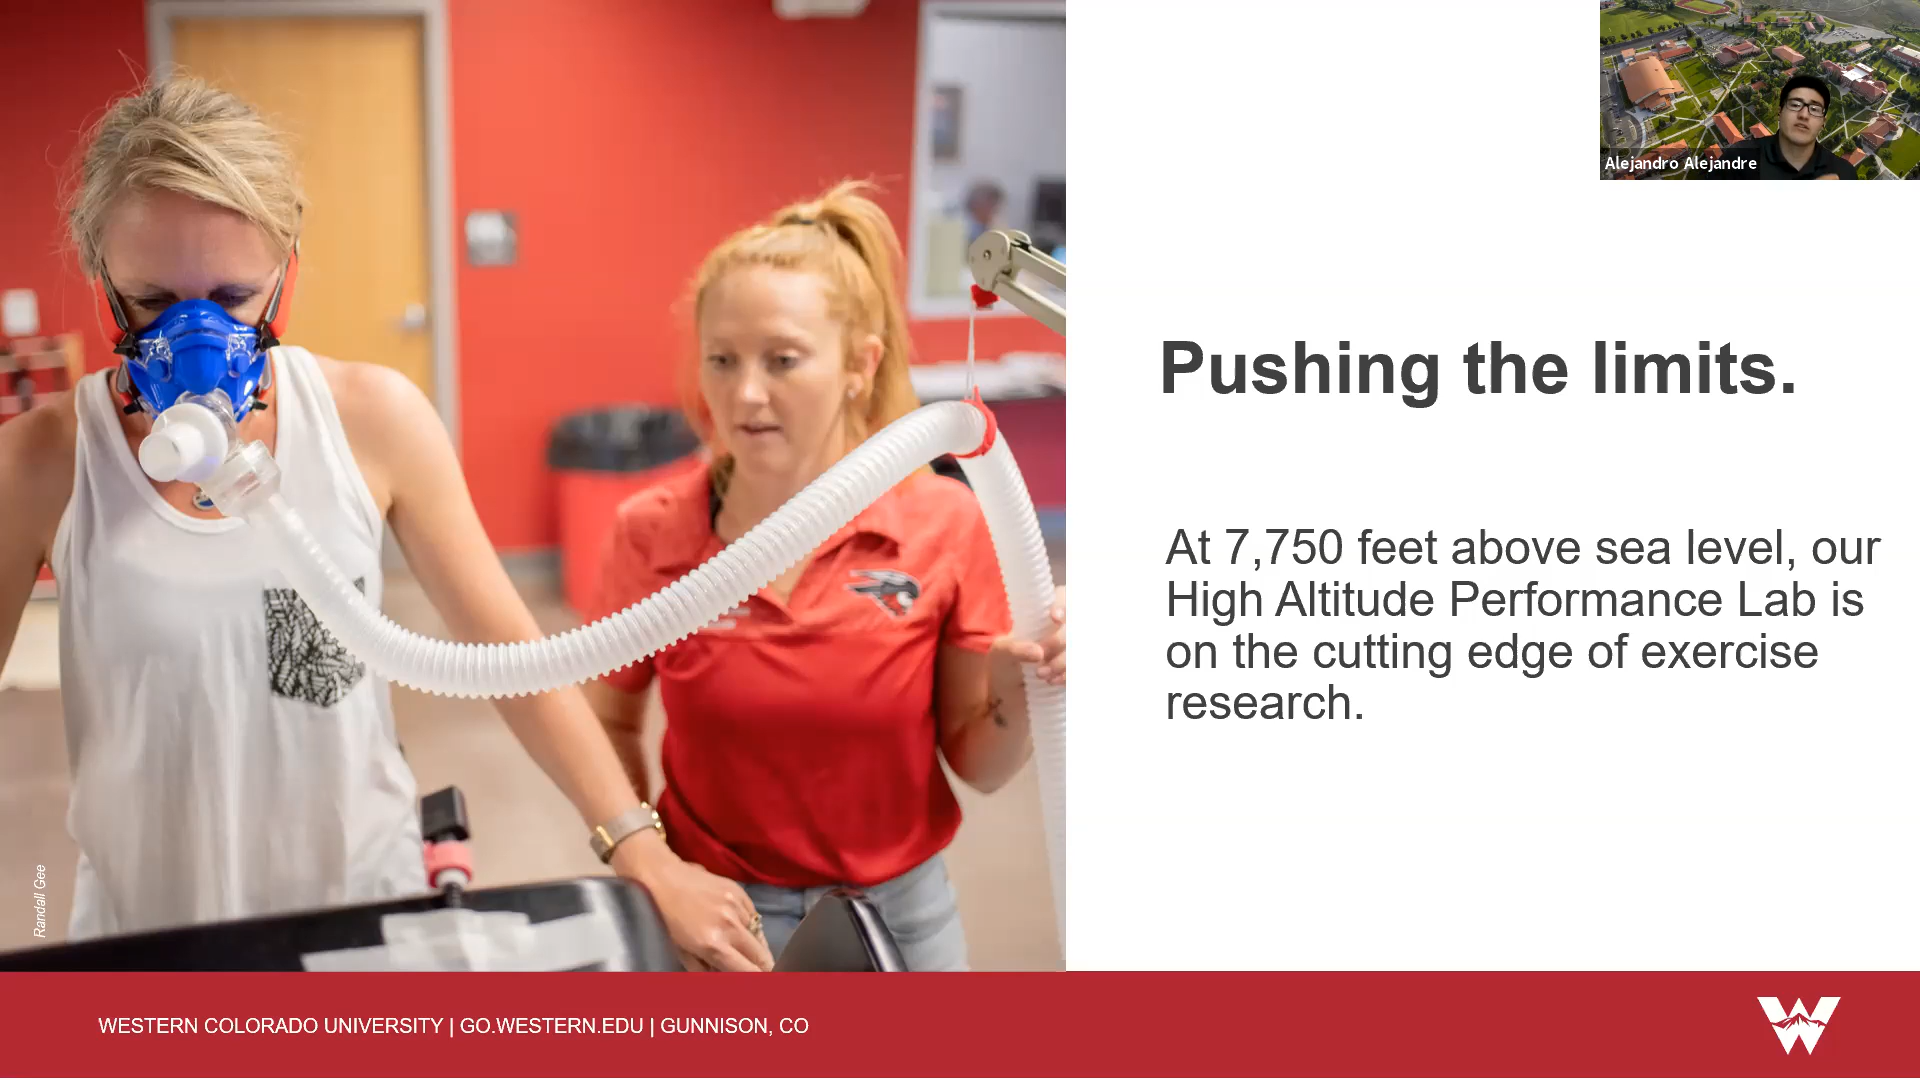 Alejandro Alejandre
Pushing the limits.
At 7,750 feet above sea level, our
High Altitude Performance Lab is
on the cutting edge of exercise
research.
Randall Gee
WESTERN COLORADO UNIVERSITY | GO.WESTERN.EDU | GUNNISON, CO
W